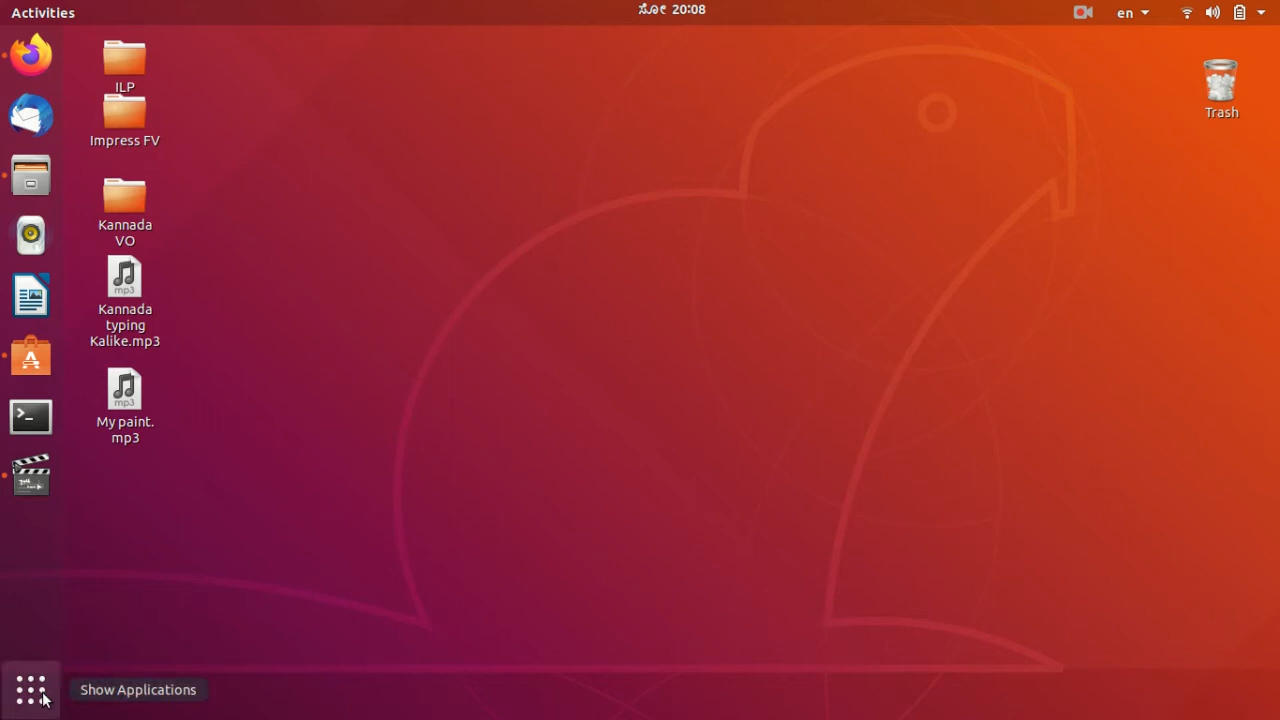 Activities
ಸೋ 20:08
en
ILP
Impress FV
Kannada
VO
Kannada
typing
Kalike.mp3
My paint.
mp3
Trash
Show Applications